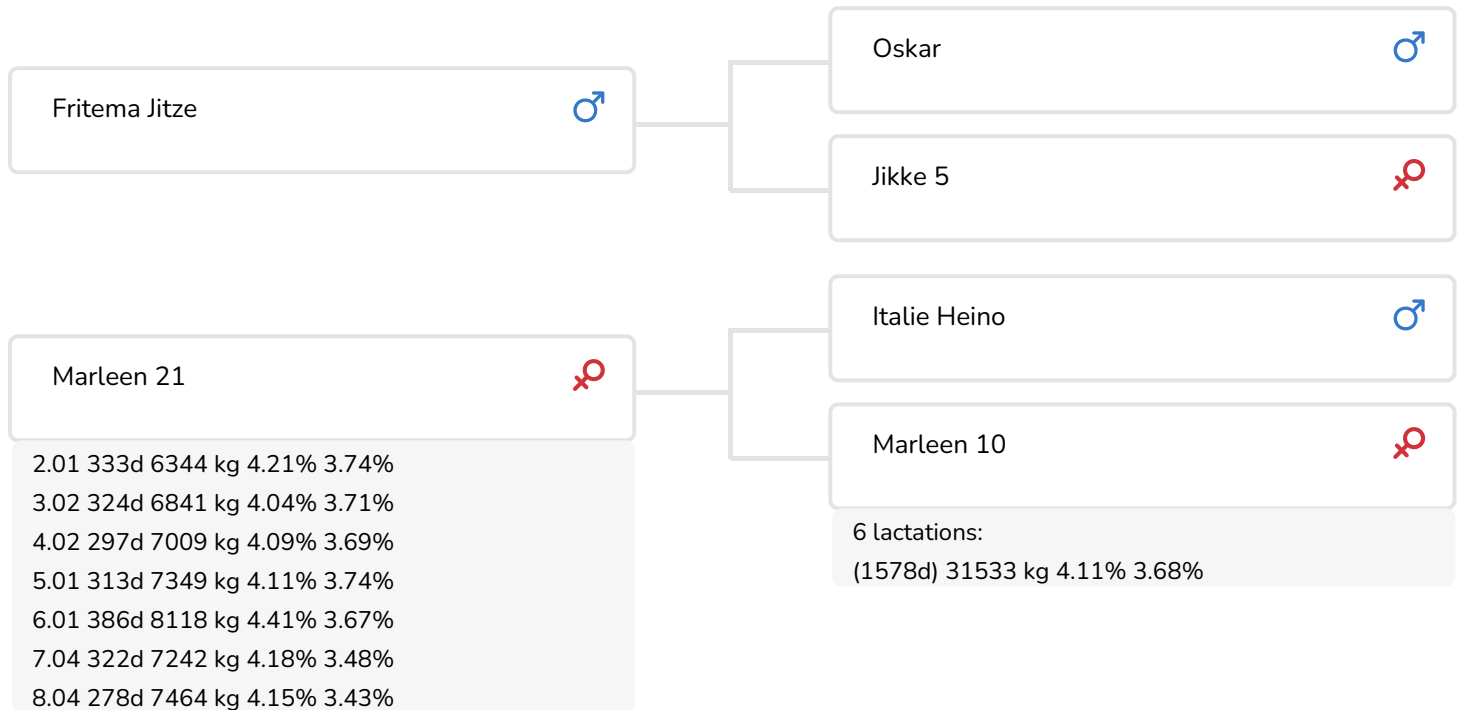 Fritema Jitze
Oskar
Jikke 5
Marleen 21
2.01 333d 6344 kg 4.21% 3.74%
3.02 324d 6841 kg 4.04% 3.71%
4.02 297d 7009 kg 4.09% 3.69%
5.01 313d 7349 kg 4.11% 3.74%
6.01 386d 8118 kg 4.41% 3.67%
7.04 322d 7242 kg 4.18% 3.48%
8.04 278d 7464 kg 4.15% 3.43%
Italie Heino
Marleen 10
6 lactations:
(1578d) 31533 kg 4.11% 3.68%